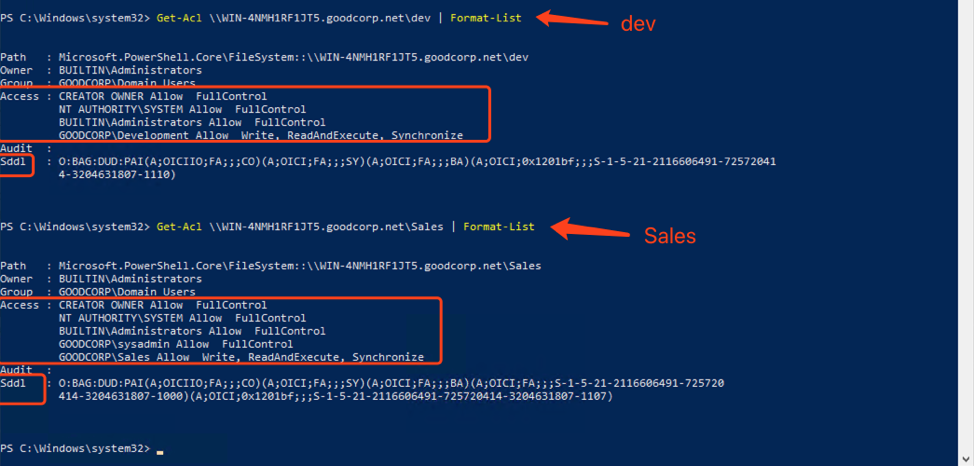 PS C:\Windows\system32> Get-Acl \\WIN-4NMH1RF1JT5.goodcorp.net\dev | Format-List
dev
Path   : Microsoft.PowerShell.Core\FileSystem::\\WIN-4NMH1RF1JT5.goodcorp.net\dev
Owner  : BUILTIN\Administrators
Group  : GOODCORP\Domain Users
Access : CREATOR OWNER Allow  FullControl
NT AUTHORITY\SYSTEM Allow  FullControl
BUILTIN\Administrators Allow  FullControl
GOODCORP\Development Allow  Write, ReadAndExecute, Synchronize
Audit  :
Sddl   : O:BAG:DUD:PAI(A;OICIIO;FA;;;CO)(A;OICI;FA;;;SY)(A;OICI;FA;;;BA)(A;OICI;0x1201bf;;;S-1-5-21-2116606491-72572041
4-3204631807-1110)
PS C:\Windows\system32> Get-Acl \\WIN-4NMH1RF1JT5.goodcorp.net\Sales | Format-List
Sales
Path   : Microsoft.PowerShell.Core\FileSystem::\\WIN-4NMH1RF1JT5.goodcorp.net\Sales
Owner  : BUILTIN\Administrators
Group  : GOODCORP\Domain Users
Access : CREATOR OWNER Allow  FullControl
NT AUTHORITY\SYSTEM Allow  FullControl
BUILTIN\Administrators Allow  FullControl
GOODCORP\sysadmin Allow  FullControl
GOODCORP\Sales Allow  Write, ReadAndExecute, Synchronize
Audit  :
Sddl   : O:BAG:DUD:PAI(A;OICIIO;FA;;;CO)(A;OICI;FA;;;SY)(A;OICI;FA;;;BA)(A;OICI;FA;;;S-1-5-21-2116606491-725720
414-3204631807-1000)(A;OICI;0x1201bf;;;S-1-5-21-2116606491-725720414-3204631807-1107)
PS C:\Windows\system32>